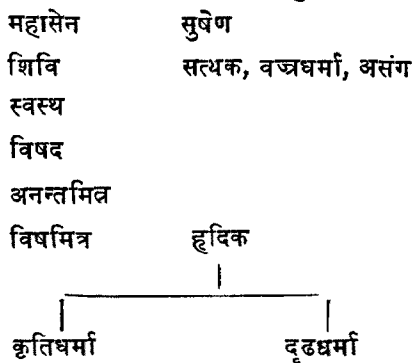 महासेन सुषेण
शिवि सत्थक, वज्रधर्मा, असंग
स्वस्थ
विषद
अनन्तमित्र
विषमित्र हृदिक
कृतिधर्मा दृढधर्मा